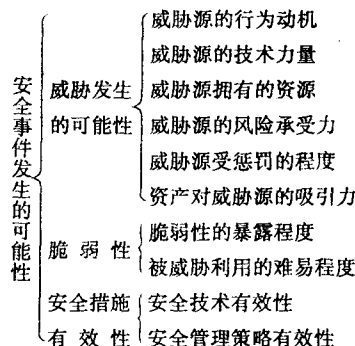 安全事件发生的可能性
威胁发生
的可能性
威胁源的行为动机
威胁源的技术力量
威胁源拥有的资源
威胁源的风险承受力
威胁源受惩罚的程度
资产对威胁源的吸引力
脆弱性
脆弱性的暴露程度
被威胁利用的难易程度
安全措施
有效性
安全技术有效性
安全管理策略有效性